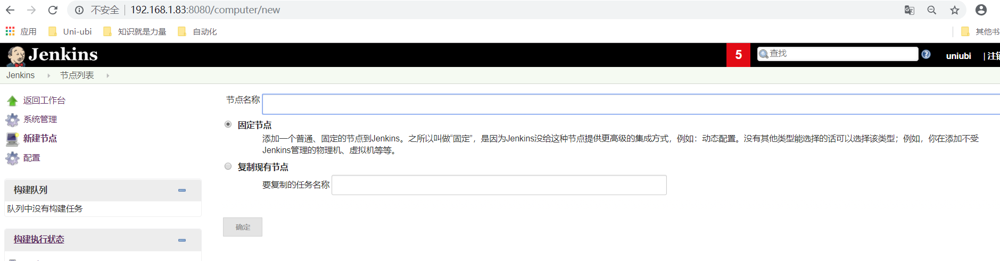 不安全 192.168.1.83:8080/computer/new
应用 Uni-ubi 知识就是力量 自动化 其他书
Jenkins 5 查找 uniubi | 注销
Jenkins 节点列表
返回工作台
系统管理
新建节点
配置
构建队列
队列中没有构建任务
构建执行状态
节点名称
固定节点
添加一个普通、固定的节点到Jenkins。之所以叫做“固定”，是因为Jenkins没给这种节点提供更高级的集成方式，例如：动态配置。没有其他类型能选择的话可以选择该类型；例如，你在添加不受
Jenkins管理的物理机、虚拟机等等。
复制现有节点
要复制的任务名称
确定